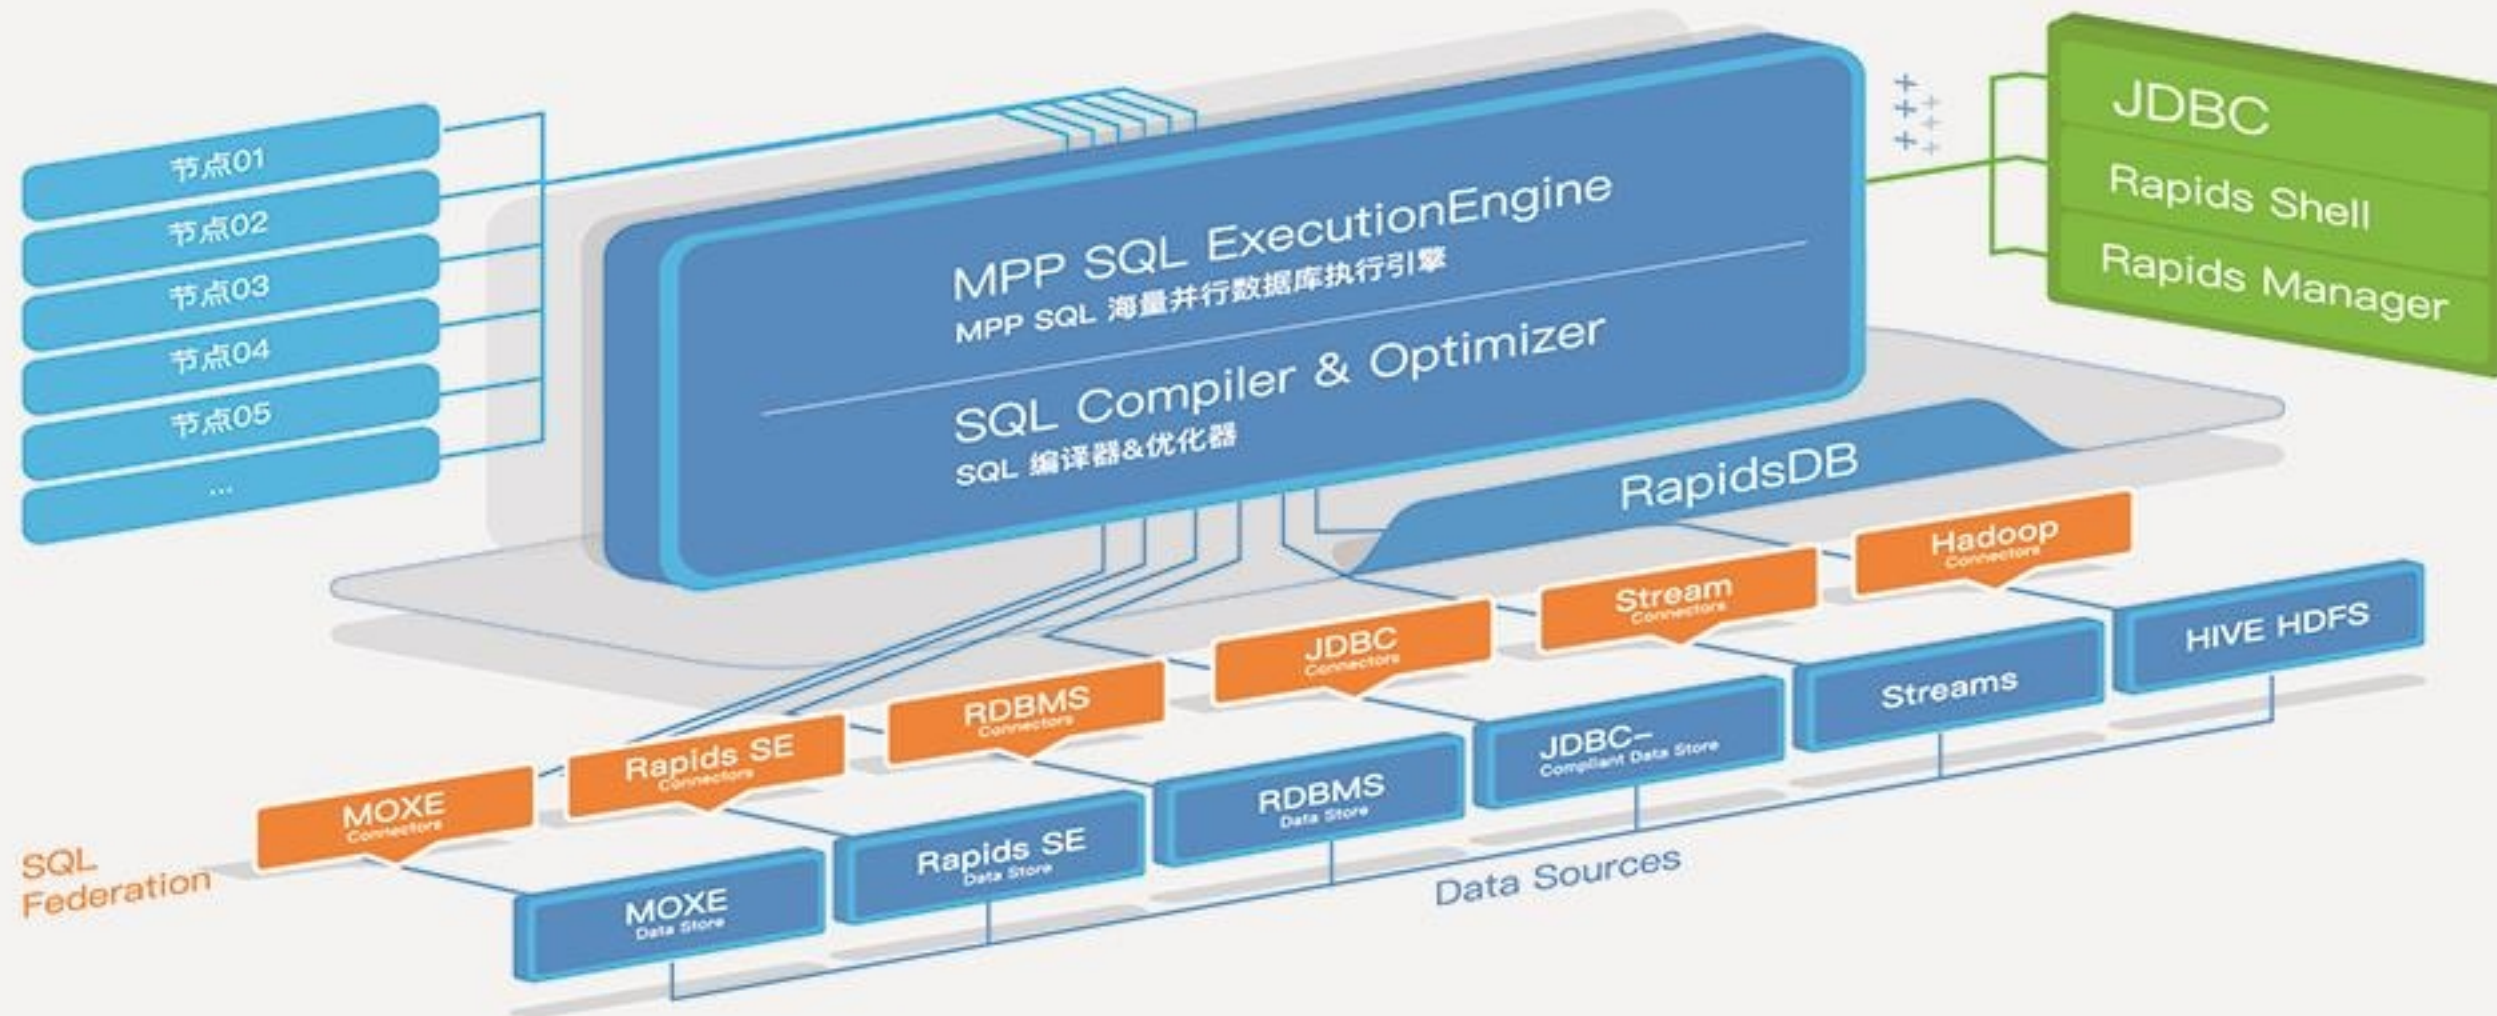 节点01
节点02
节点03
节点04
节点05
...
MPP SQL ExecutionEngine
MPP SQL 海量并行数据库执行引擎
SQL Compiler & Optimizer
SQL 编译器&优化器
JDBC
Rapids Shell
Rapids Manager
RapidsDB
SQL
Federation
MOXE
Connectors
Rapids SE
Connectors
RDBMS
Connectors
JDBC
Connectors
Stream
Connectors
Hadoop
Connectors
MOXE
Data Store
Rapids SE
Data Store
RDBMS
Data Store
JDBC-
Compliant Data Store
Streams
HIVE HDFS
Data Sources